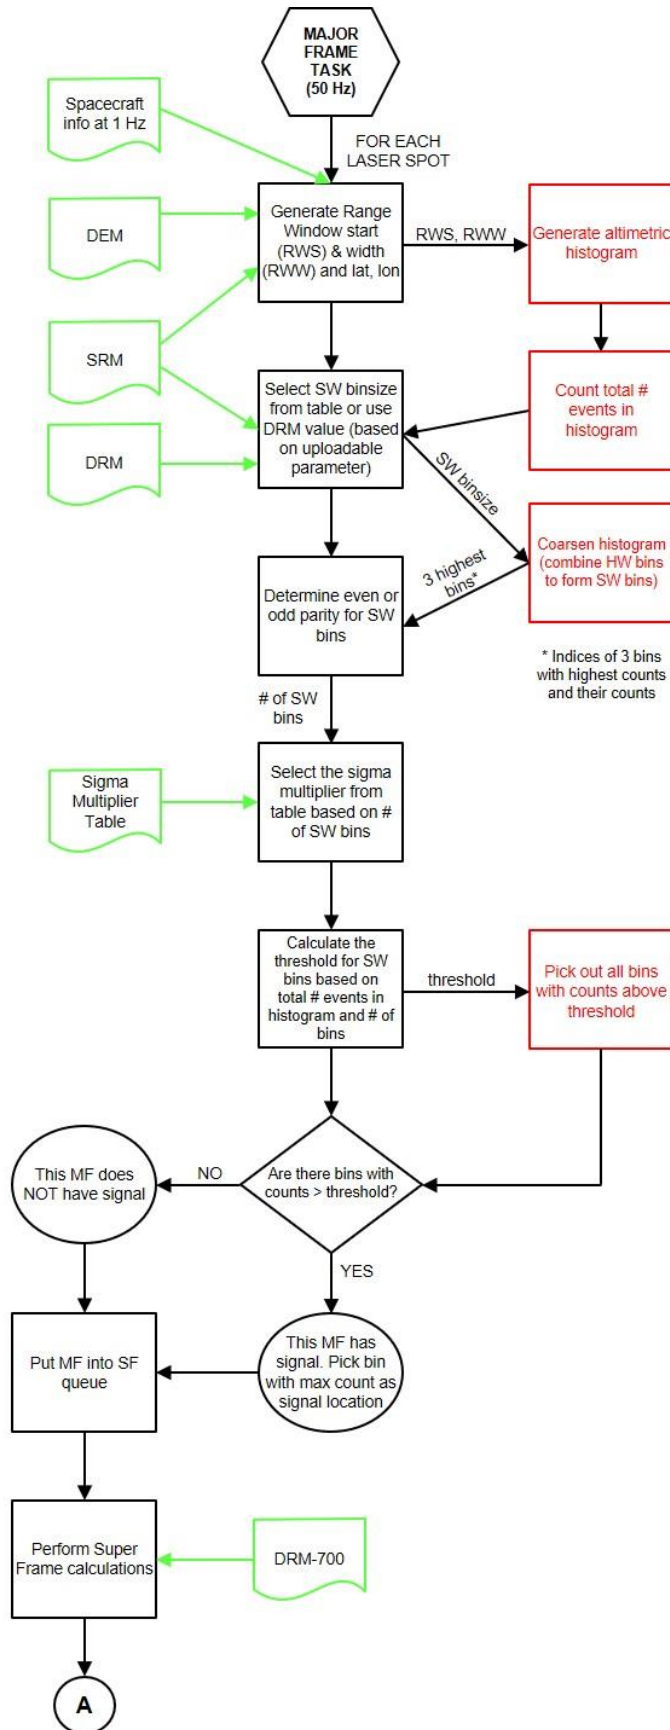 MAJOR
FRAME
TASK
(50 Hz)
Spacecraft
info at 1 Hz
FOR EACH
LASER SPOT
DEM
Generate Range
Window start
(RWS) & width
(RWW) and lat, lon
RWS, RWW
Generate altimetric
histogram
SRM
Select SW binsize
from table or use
DRM value (based
on uploadable
parameter)
Count total #
events in
histogram
DRM
SW binsize
3 highest
bins*
Coarsen histogram
(combine HW bins
to form SW bins)
Determine even or
odd parity for SW
bins
* Indices of 3 bins
with highest counts
and their counts
# of SW
bins
Sigma
Multiplier
Table
Select the sigma
multiplier from
table based on #
of SW bins
Calculate the
threshold for SW
bins based on
total # events in
histogram and # of
bins
threshold
Pick out all bins
with counts above
threshold
This MF does
NOT have signal
NO
Are there bins with
counts > threshold?
YES
Put MF into SF
queue
This MF has
signal. Pick bin
with max count as
signal location
Perform Super
Frame calculations
DRM-700
A